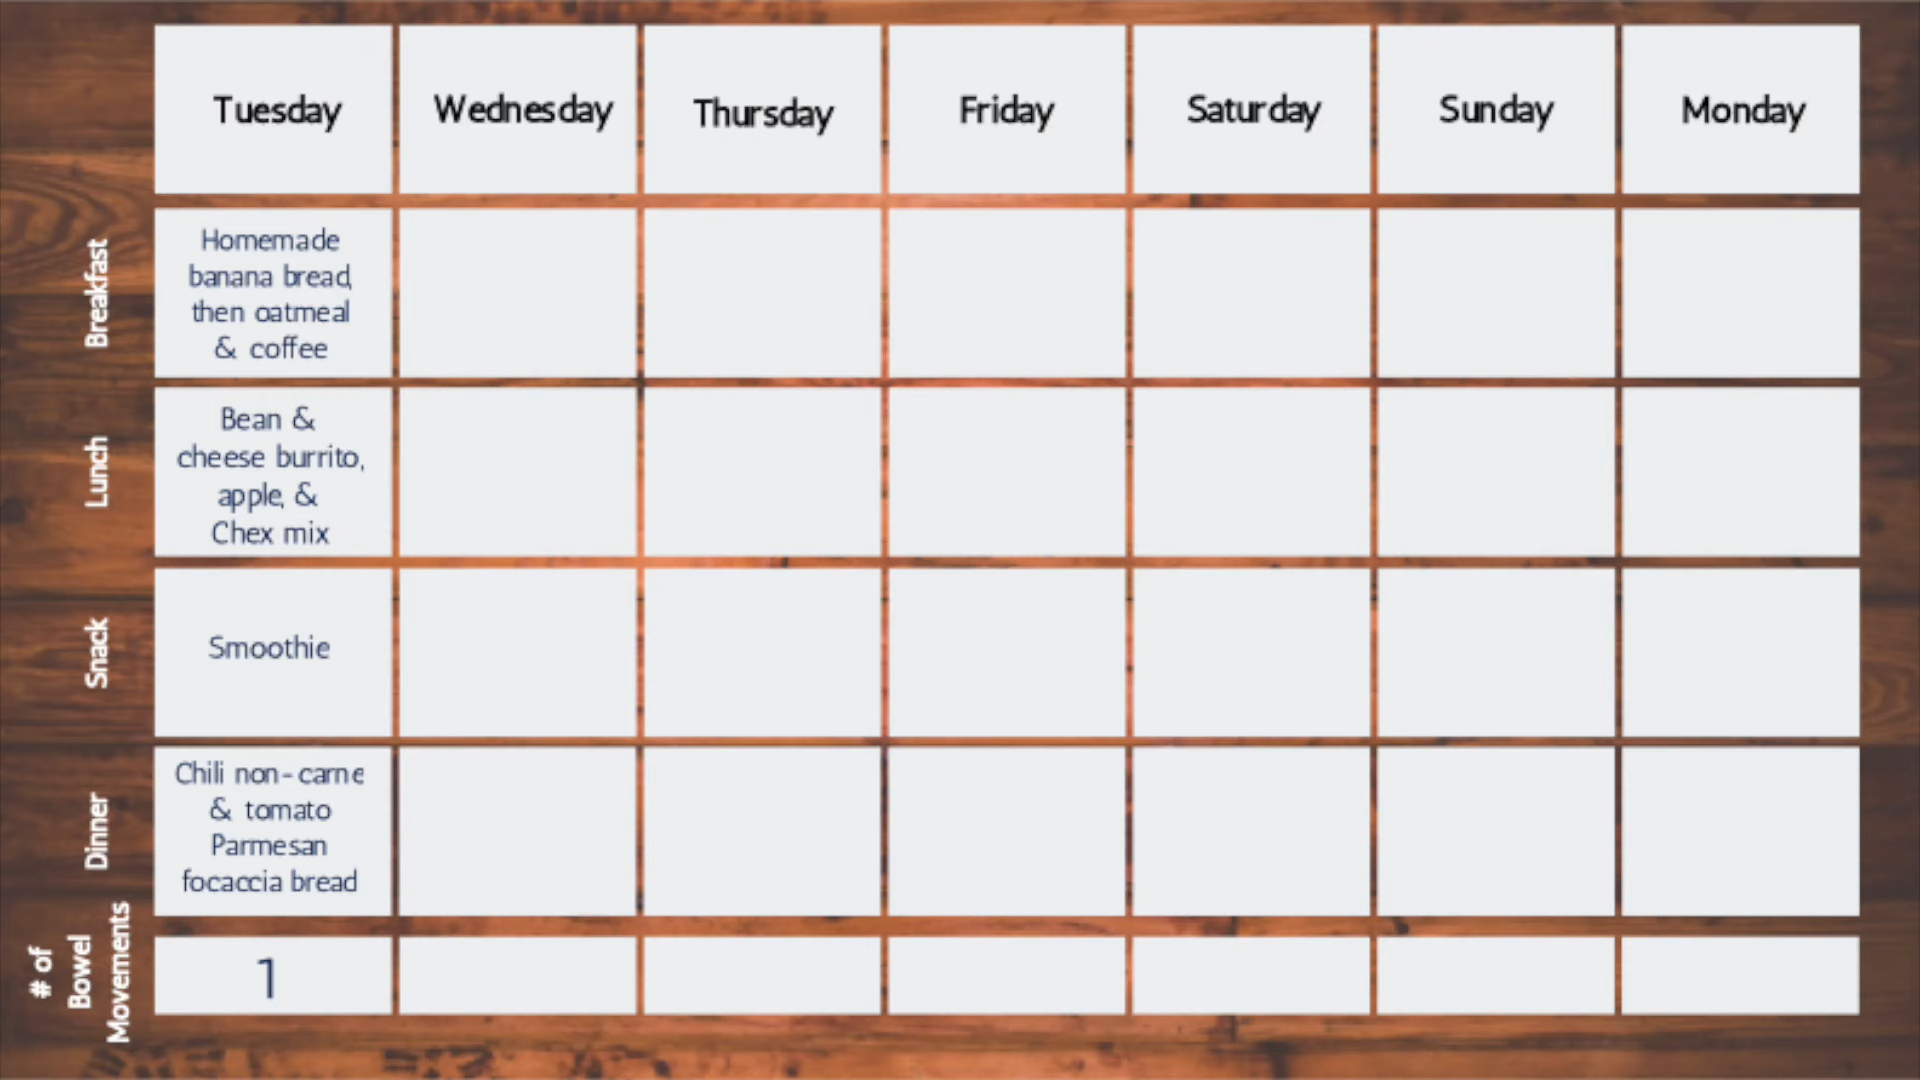 Tuesday
Wednesday
Thursday
Friday
Saturday
Sunday
Monday
Breakfast
Homemade
banana bread,
then oatmeal
& coffee
Lunch
Bean &
cheese burrito,
apple, &
Chex mix
Snack
Smoothie
Dinner
Chili non-carne
& tomato
Parmesan
focaccia bread
# of
Bowel
Movements
1